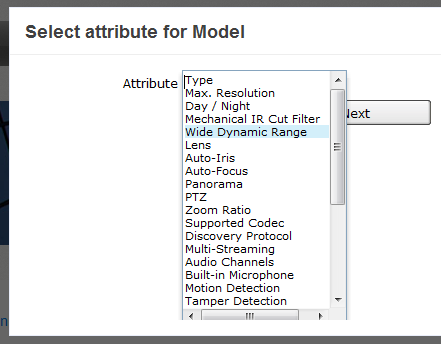 Select attribute for Model
Attribute
Type
Max. Resolution
Day / Night
Mechanical IR Cut Filter
Wide Dynamic Range
Lens
Auto-Iris
Auto-Focus
Panorama
PTZ
Zoom Ratio
Supported Codec
Discovery Protocol
Multi-Streaming
Audio Channels
Built-in Microphone
Motion Detection
Tamper Detection
Next
n